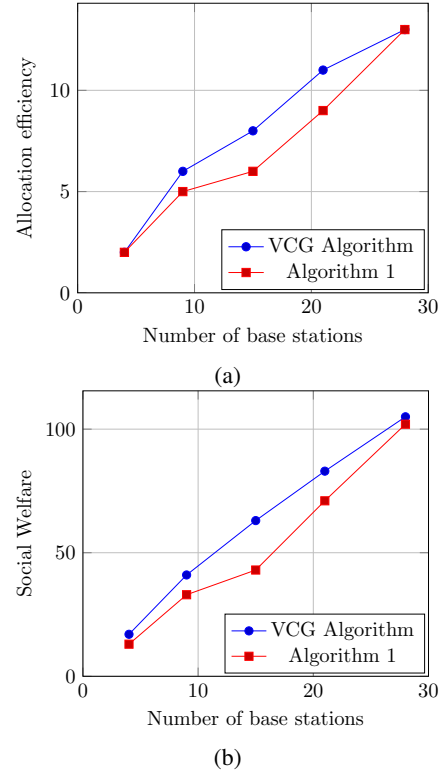 Allocation efficiency
10
5
0
0 10 20 30
VCG Algorithm
Algorithm 1
Number of base stations
(a)
Social Welfare
100
50
0
0 10 20 30
VCG Algorithm
Algorithm 1
Number of base stations
(b)